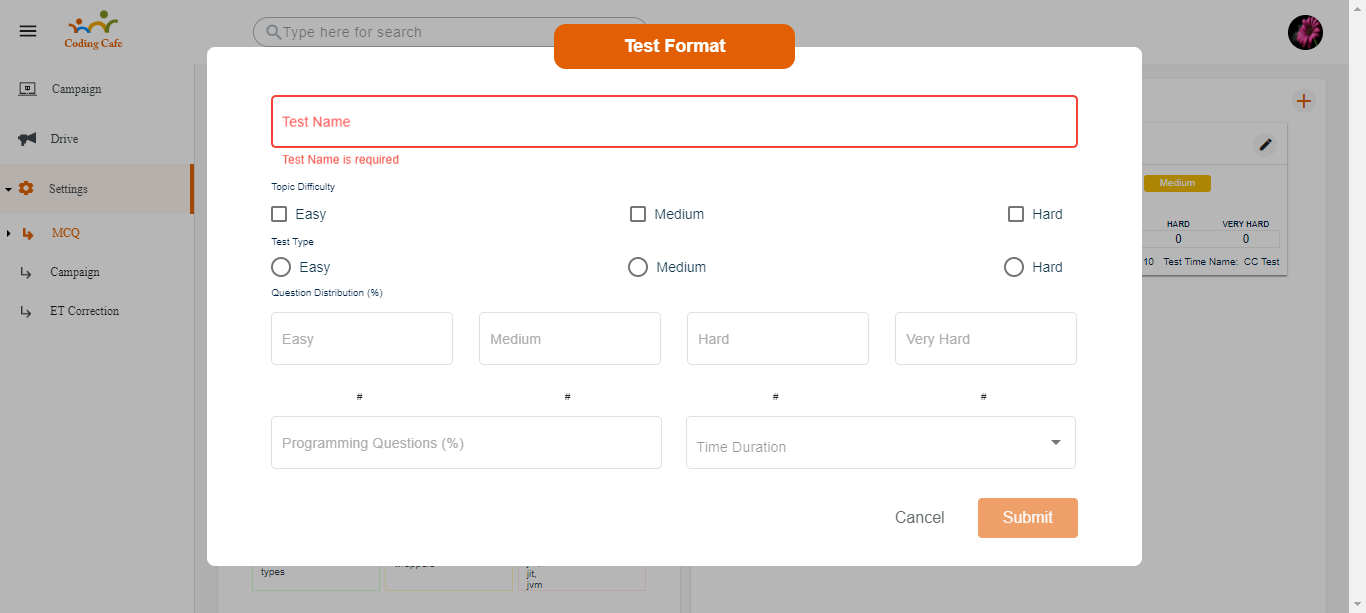 Coding Cafe
Type here for search
Test Format
Campaign
Drive
Settings
MCQ
Campaign
ET Correction
Test Name
Test Name is required
Topic Difficulty
Easy Medium Hard
Test Type
Easy Medium Hard
Question Distribution (%)
Easy Medium Hard Very Hard
# # # #
Programming Questions (%) Time Duration
Cancel Submit
Medium
HARD VERY HARD
0 0
10 Test Time Name: CC Test
types
jit,
jvm